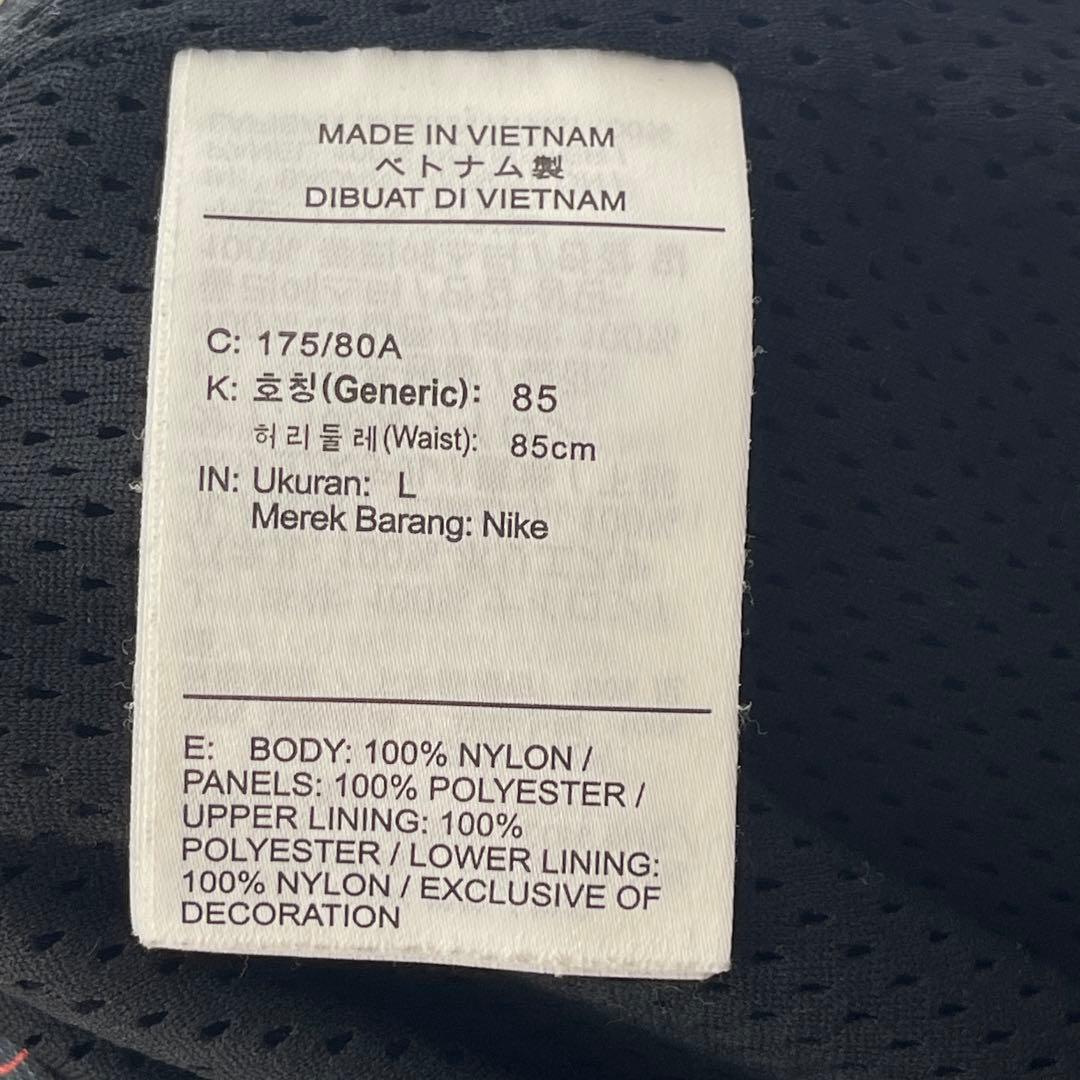 MADE IN VIETNAM
ベトナム製
DIBUAT DI VIETNAM
C: 175/80A
K: 호칭(Generic): 85
허리둘레(Waist): 85cm
IN: Ukuran: L
Merek Barang: Nike
E: BODY: 100% NYLON /
PANELS: 100% POLYESTER /
UPPER LINING: 100%
POLYESTER / LOWER LINING:
100% NYLON / EXCLUSIVE OF
DECORATION